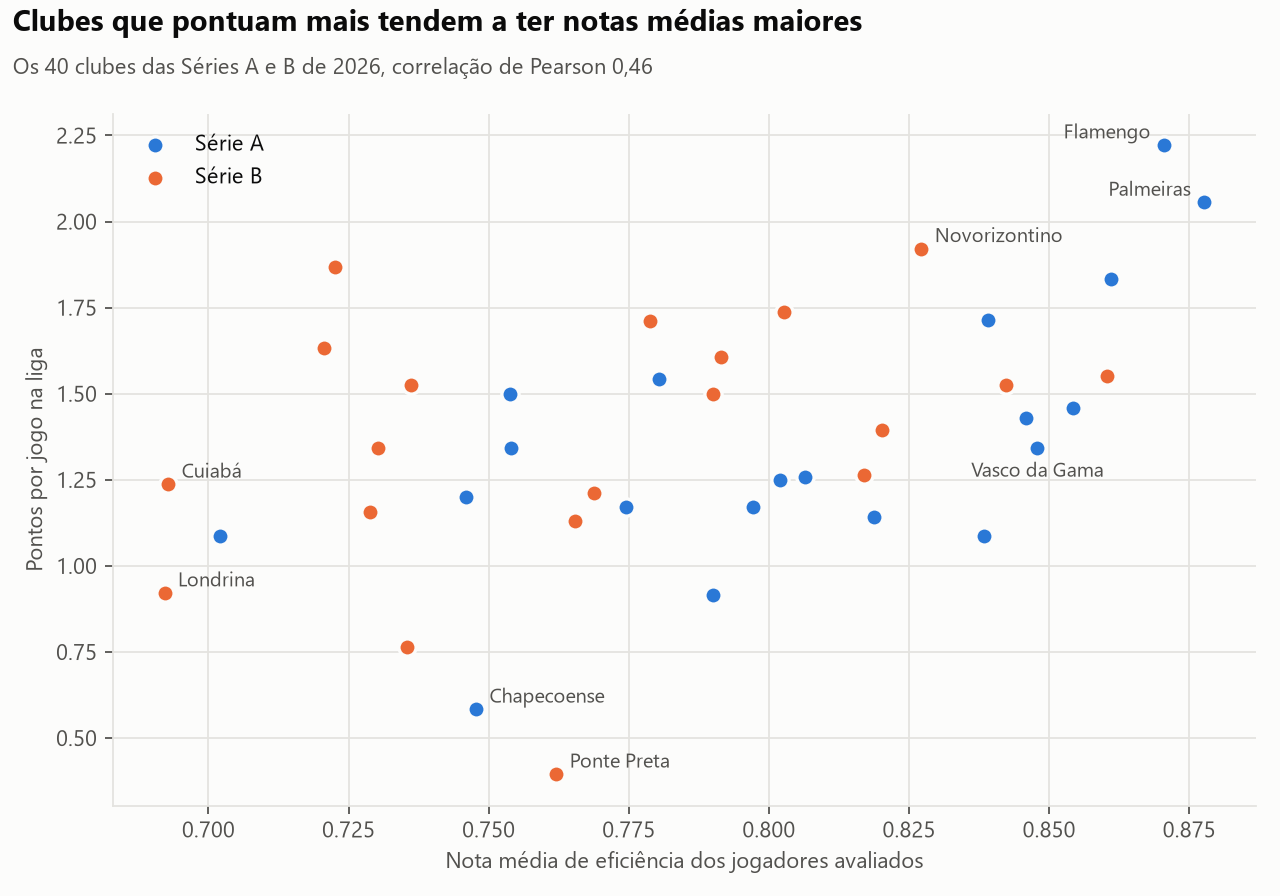 Clubes que pontuam mais tendem a ter notas médias maiores
Os 40 clubes das Séries A e B de 2026, correlação de Pearson 0,46
Série A
Série B
Flamengo
Palmeiras
Novorizontino
Cuiabá
Vasco da Gama
Londrina
Chapecoense
Ponte Preta
Pontos por jogo na liga
2.25
2.00
1.75
1.50
1.25
1.00
0.75
0.50
0.700 0.725 0.750 0.775 0.800 0.825 0.850 0.875
Nota média de eficiência dos jogadores avaliados